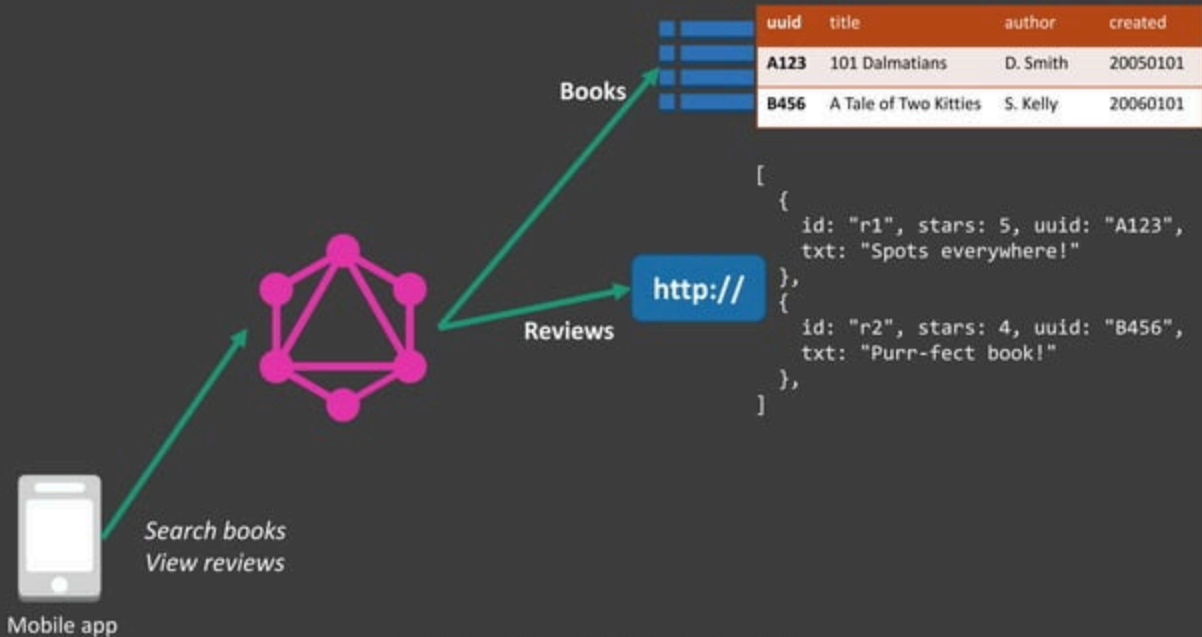 uuid title author created
A123 101 Dalmatians D. Smith 20050101
B456 A Tale of Two Kitties S. Kelly 20060101
Books
[
{
id: "r1", stars: 5, uuid: "A123",
txt: "Spots everywhere!"
},
{
id: "r2", stars: 4, uuid: "B456",
txt: "Purr-fect book!"
},
]
http://
Reviews
Search books
View reviews
Mobile app